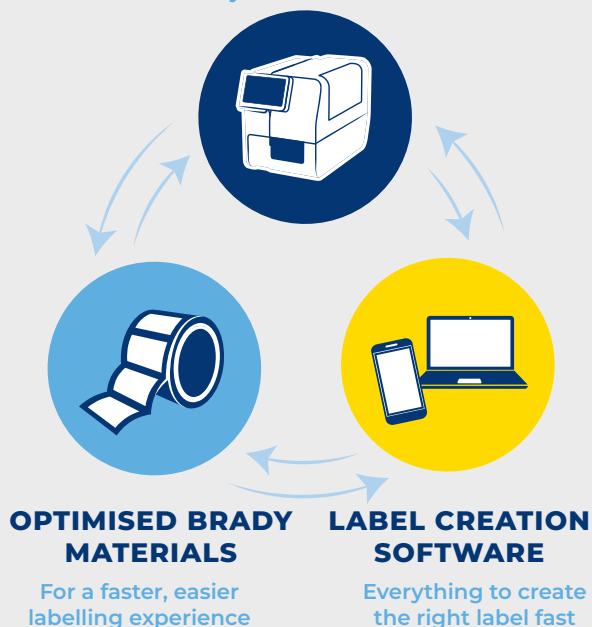 OPTIMISED BRADY
MATERIALS
For a faster, easier
labelling experience
LABEL CREATION
SOFTWARE
Everything to create
the right label fast